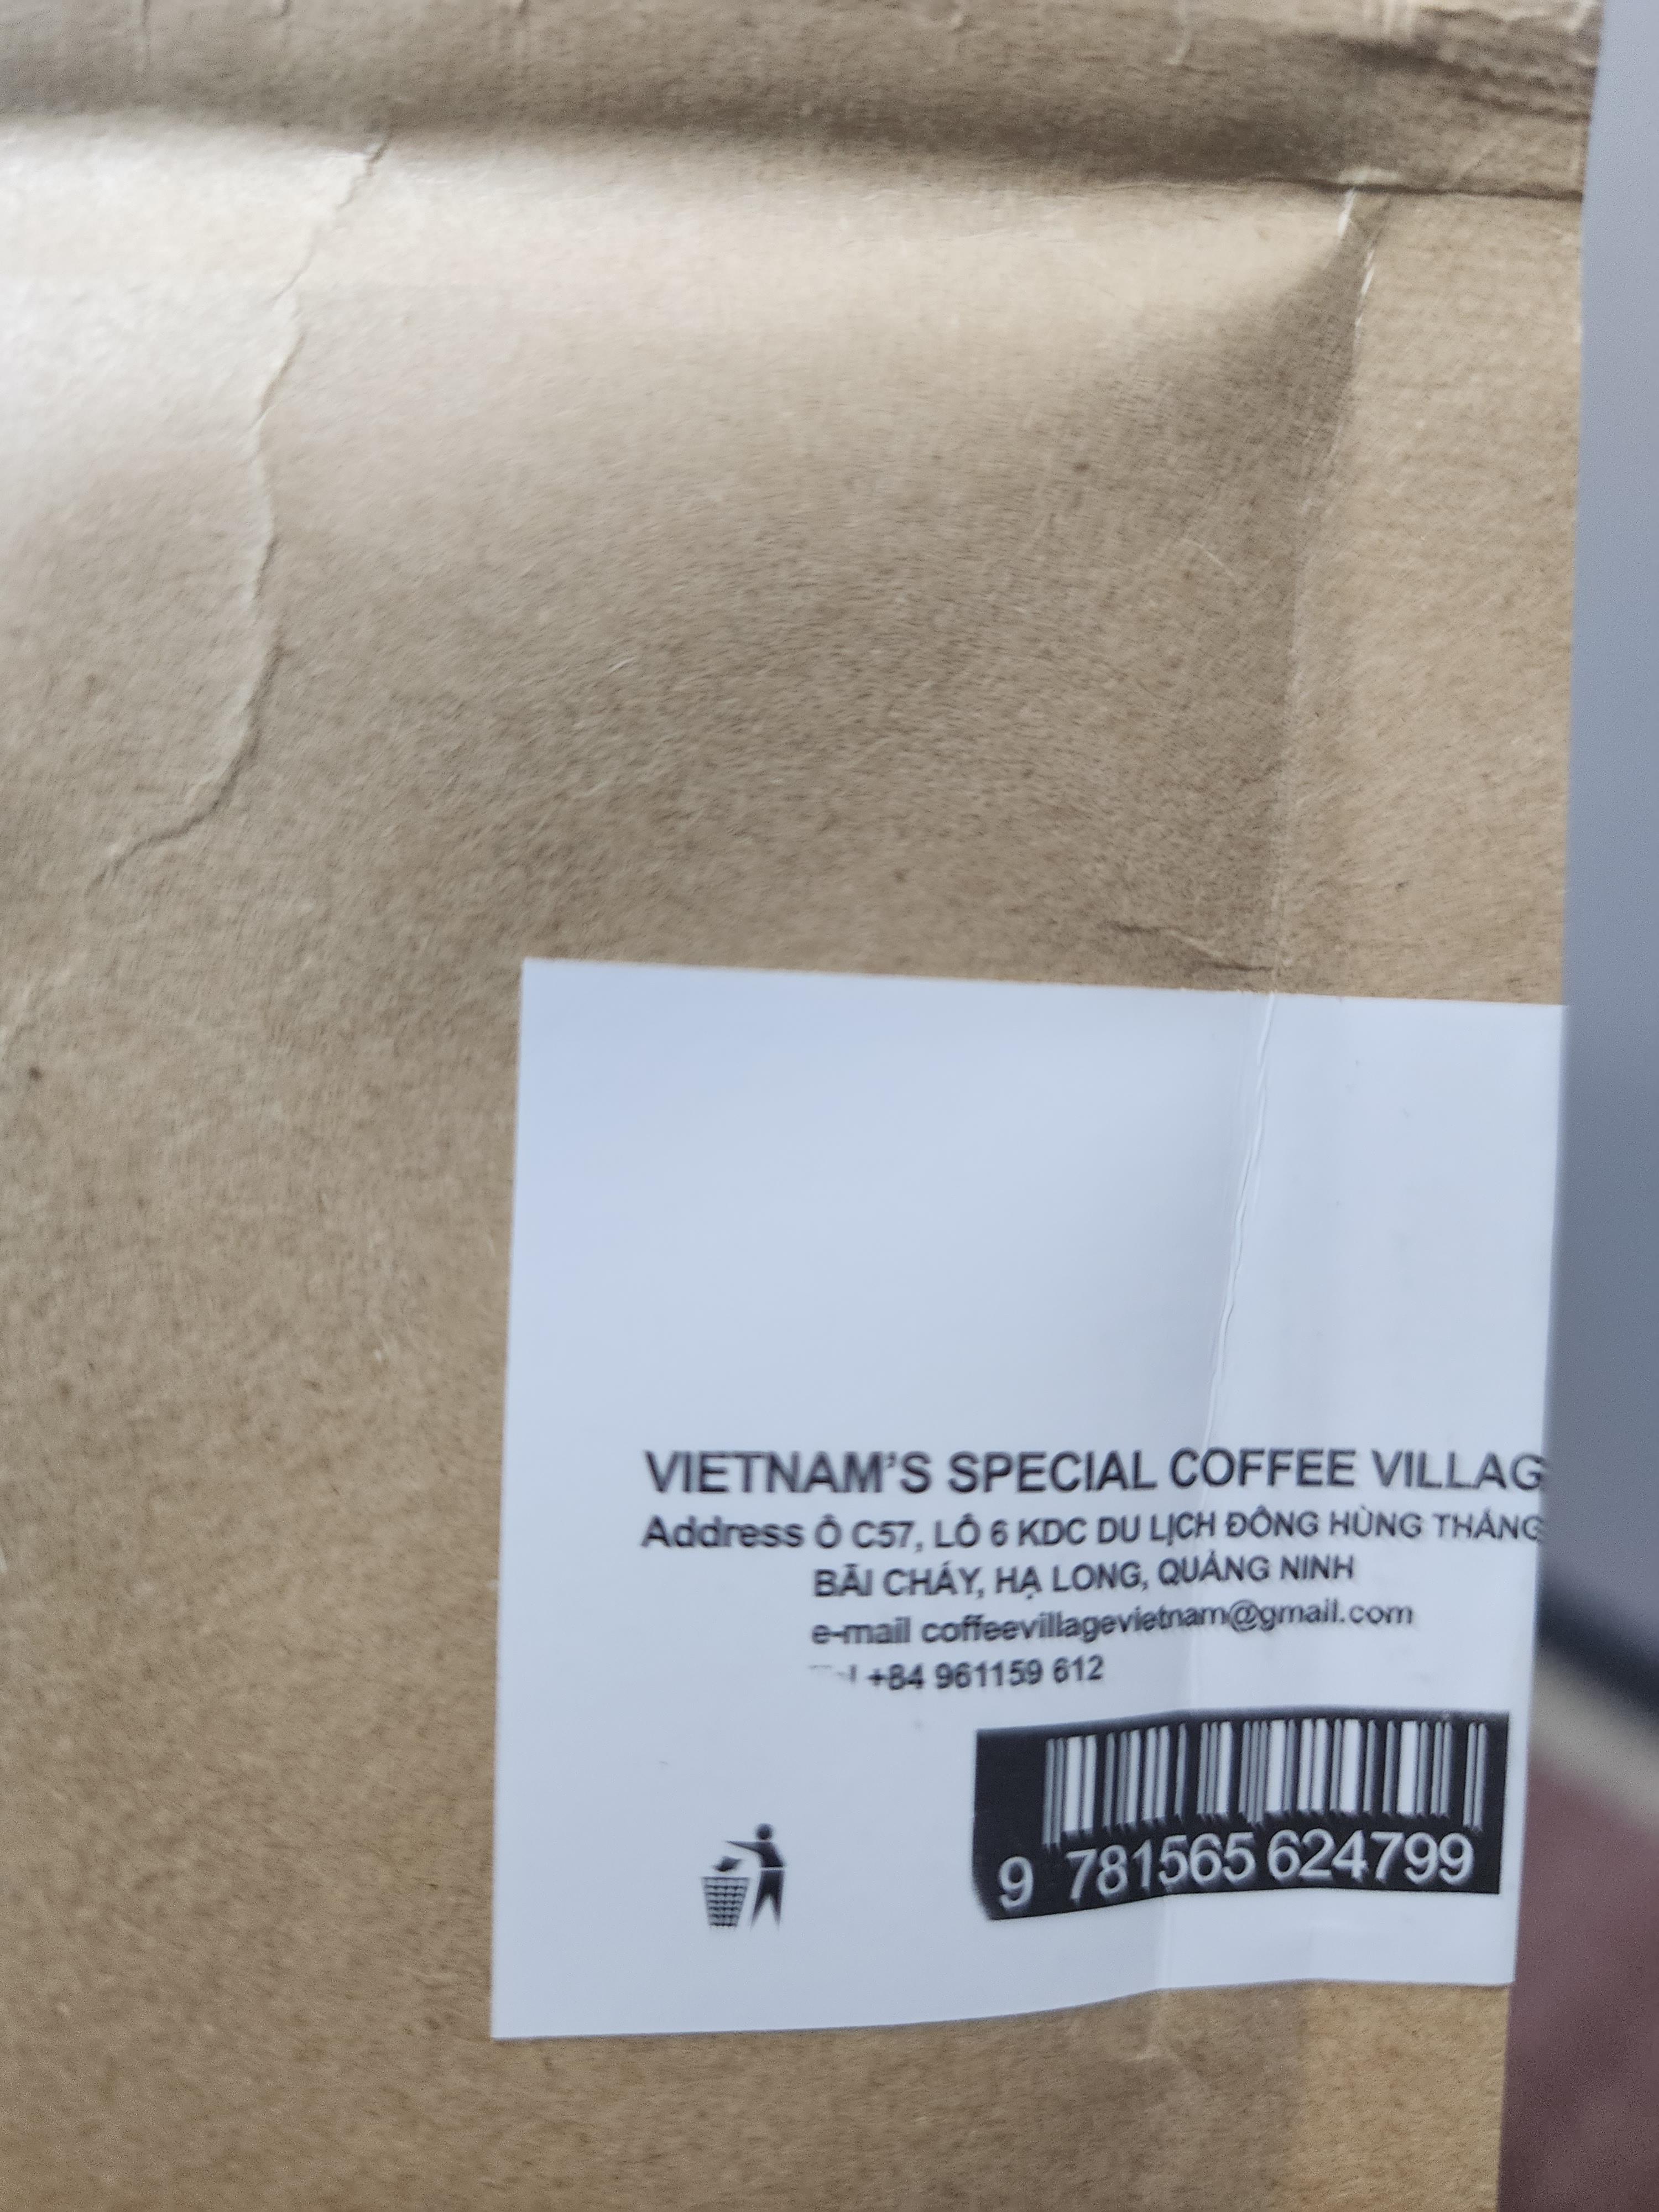 VIETNAM'S SPECIAL COFFEE VILLAG
Address Ô C57, LÔ 6 KDC DU LỊCH ĐÔNG HÙNG THẮNG
BÃI CHÁY, HẠ LONG, QUẢNG NINH
e-mail coffeevillagevietnam@gmail.com
+84 961159 612
9 781565 624799